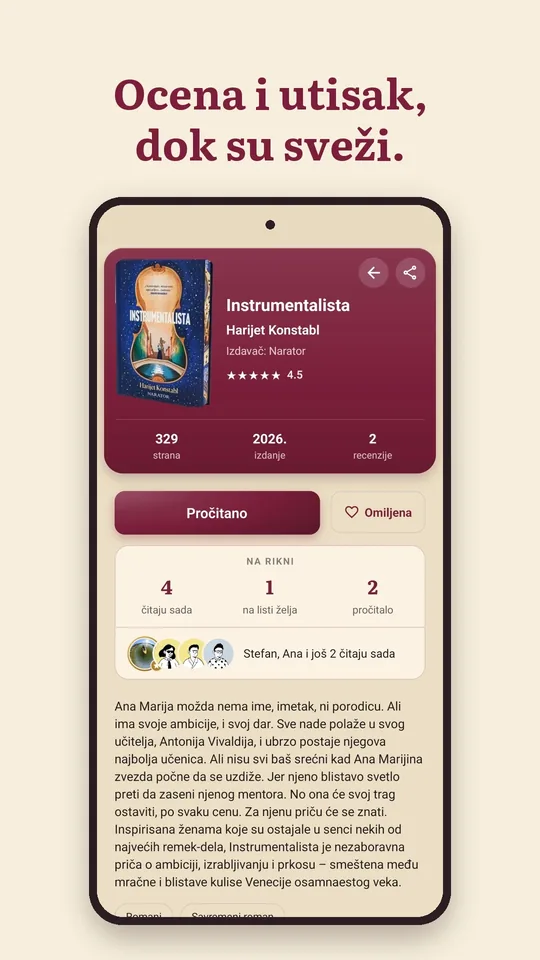 Ocena i utisak,
dok su sveži.
INSTRUMENTALISTA
Harijet Konstabl
NARATOR
Instrumentalista
Harijet Konstabl
Izdavač: Narator
★★★★★ 4.5
329
strana
2026.
izdanje
2
recenzije
Pročitano
Omiljena
NA RIKNI
4
čitaju sada
1
na listi želja
2
pročitalo
Stefan, Ana i još 2 čitaju sada
Ana Marija možda nema ime, imetak, ni porodicu. Ali
ima svoje ambicije, i svoj dar. Sve nade polaže u svog
učitelja, Antonija Vivaldija, i ubrzo postaje njegova
najbolja učenica. Ali nisu svi baš srećni kad Ana Marijina
zvezda počne da se uzdiže. Jer njeno blistavo svetlo
preti da zaseni njenog mentora. No ona će svoj trag
ostaviti, po svaku cenu. Za njenu priču će se znati.
Inspirisana ženama koje su ostajale u senci nekih od
najvećih remek-dela, Instrumentalista je nezaboravna
priča o ambiciji, izrabljivanju i prkosu – smeštena među
mračne i blistave kulise Venecije osamnaestog veka.
Romani
Savremeni roman